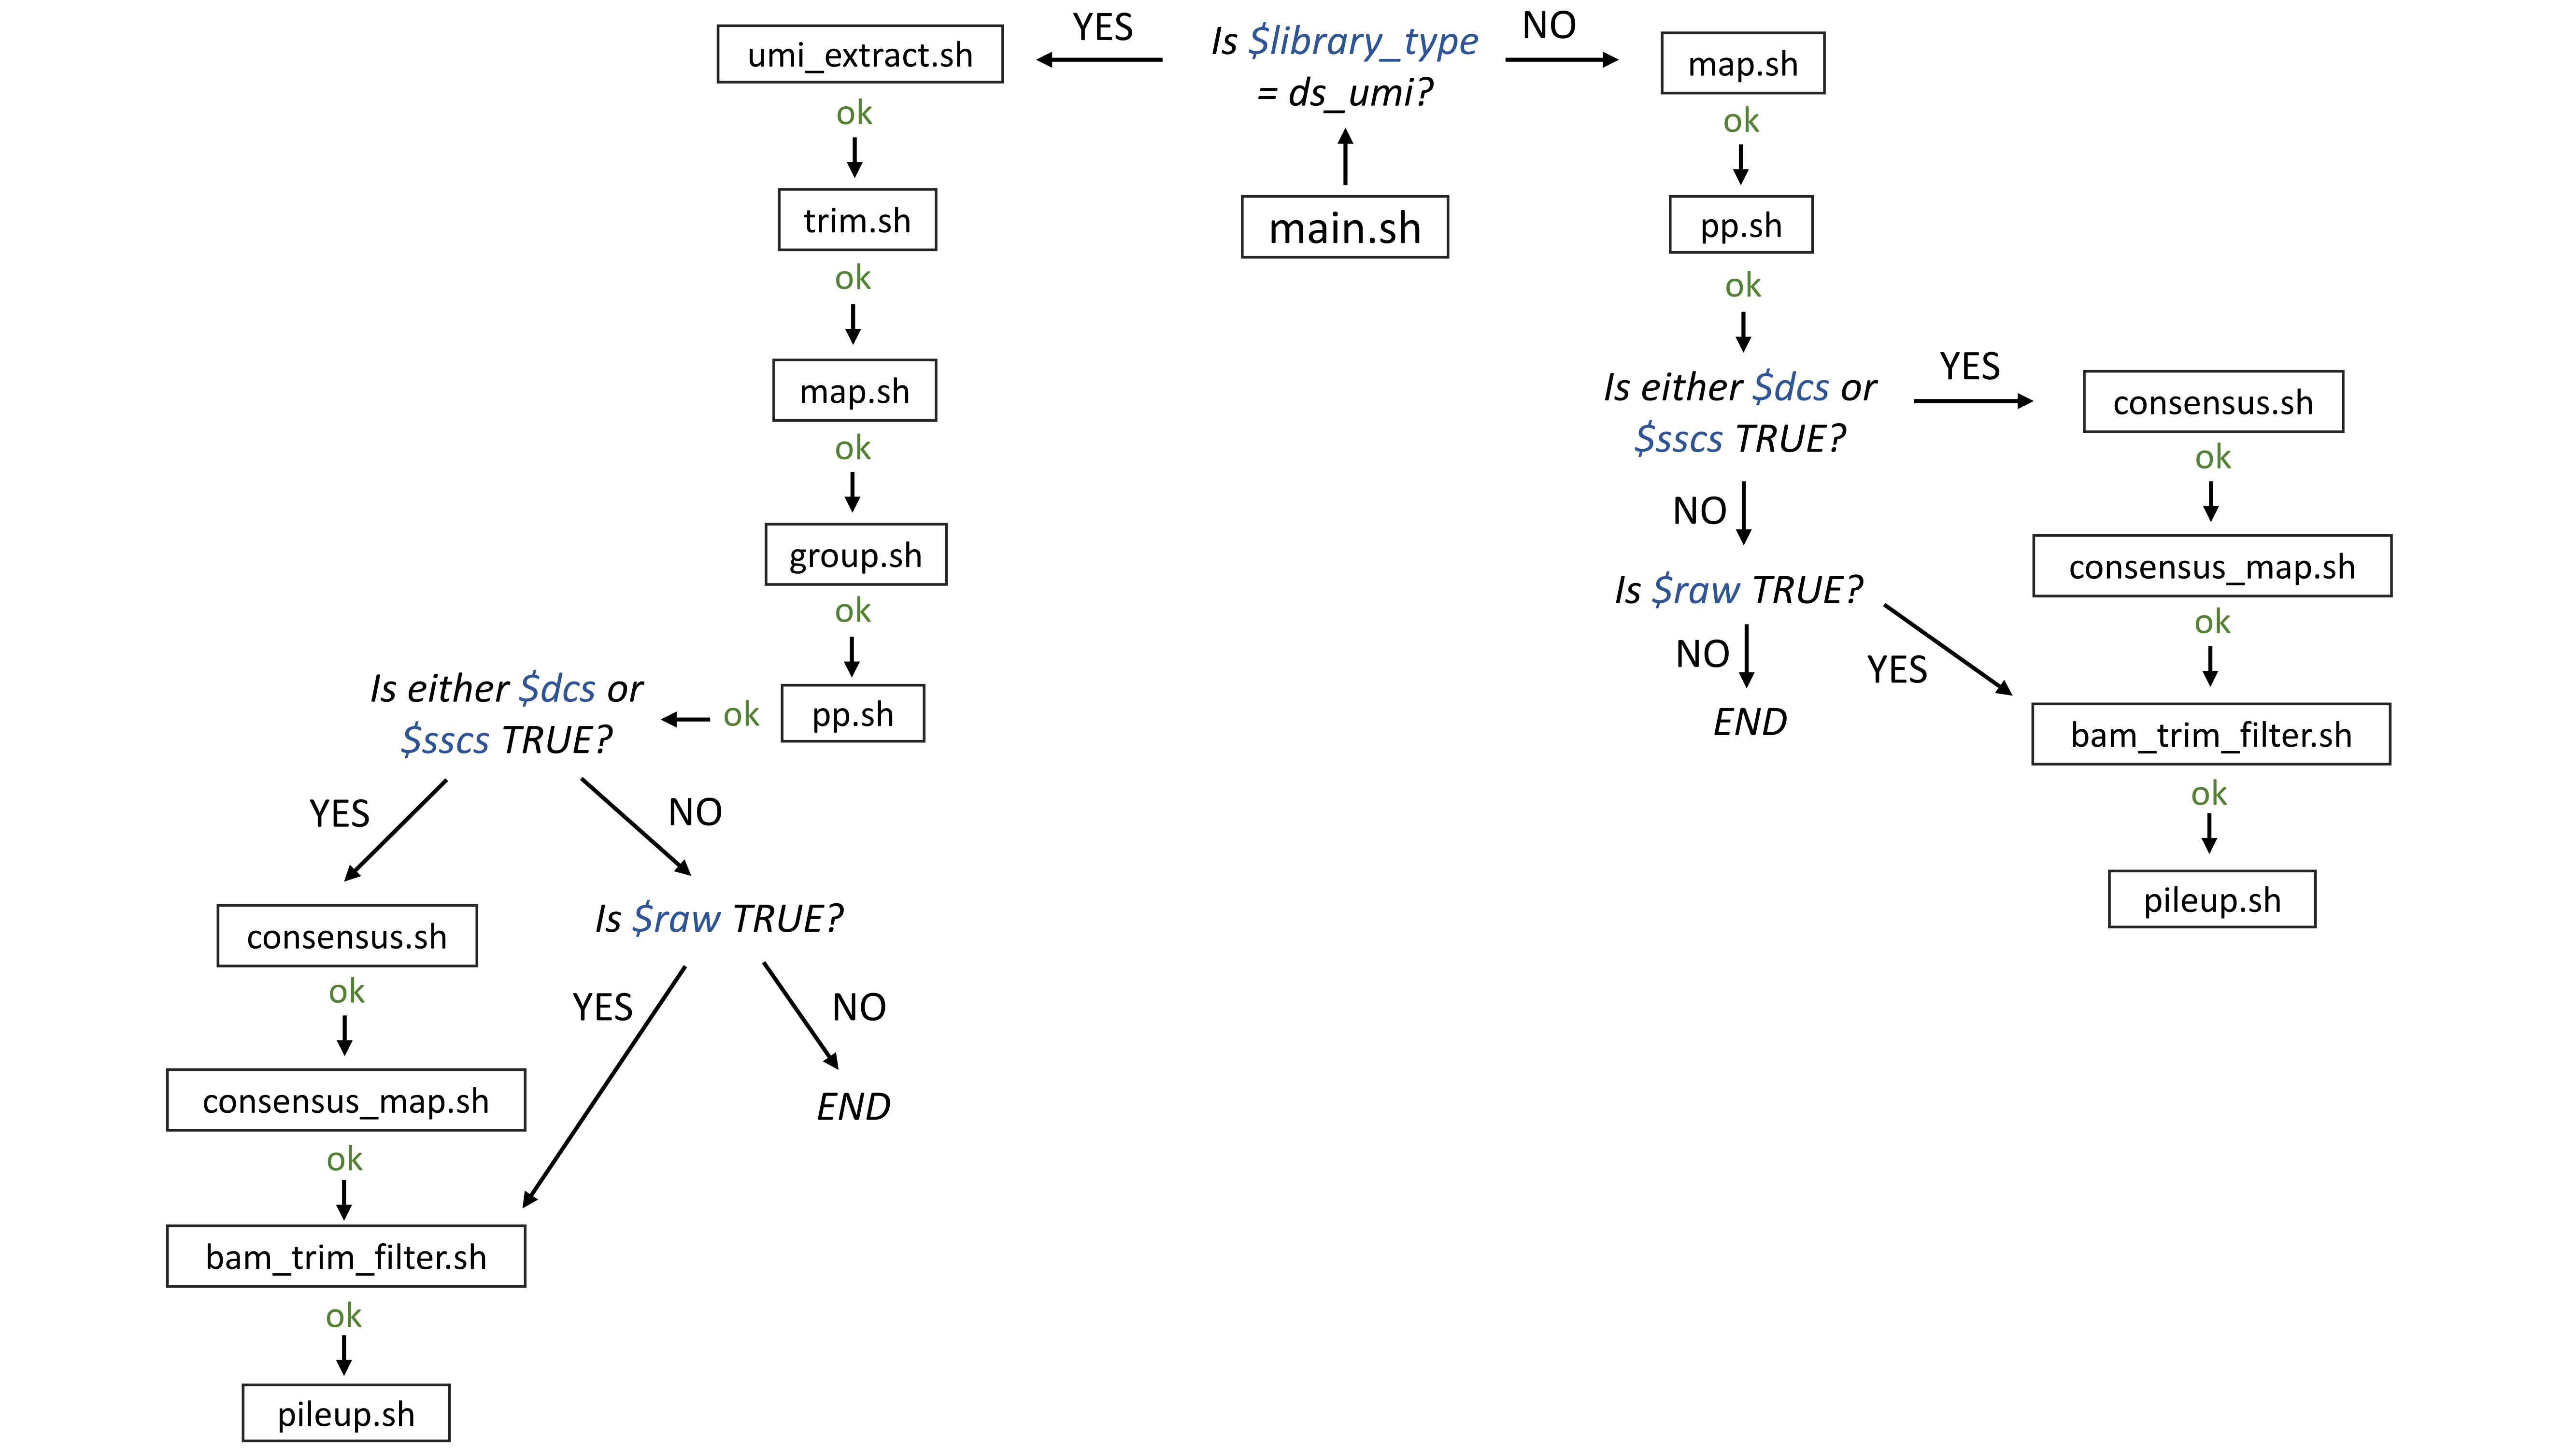 main.sh
Is $library_type
= ds_umi?
YES
umi_extract.sh
ok
trim.sh
ok
map.sh
ok
group.sh
ok
pp.sh
ok
Is either $dcs or
$sscs TRUE?
YES
consensus.sh
ok
consensus_map.sh
ok
bam_trim_filter.sh
ok
pileup.sh
NO
Is $raw TRUE?
YES
NO
END
NO
map.sh
ok
pp.sh
ok
Is either $dcs or
$sscs TRUE?
YES
consensus.sh
ok
consensus_map.sh
ok
bam_trim_filter.sh
ok
pileup.sh
NO
Is $raw TRUE?
YES
NO
END